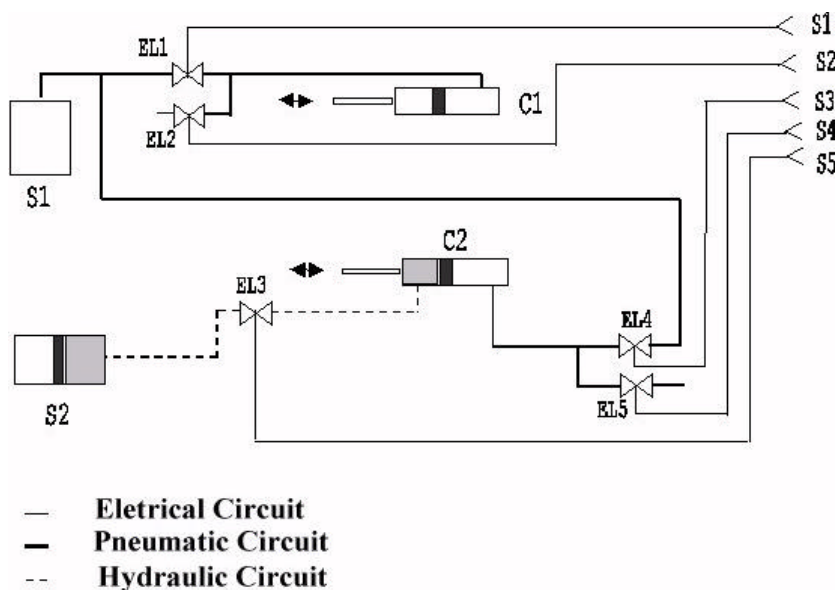 S1
EL1
S2
S3
C1
EL2
S4
S5
S1
C2
EL3
EL4
S2
EL5
Eletrical Circuit
Pneumatic Circuit
Hydraulic Circuit